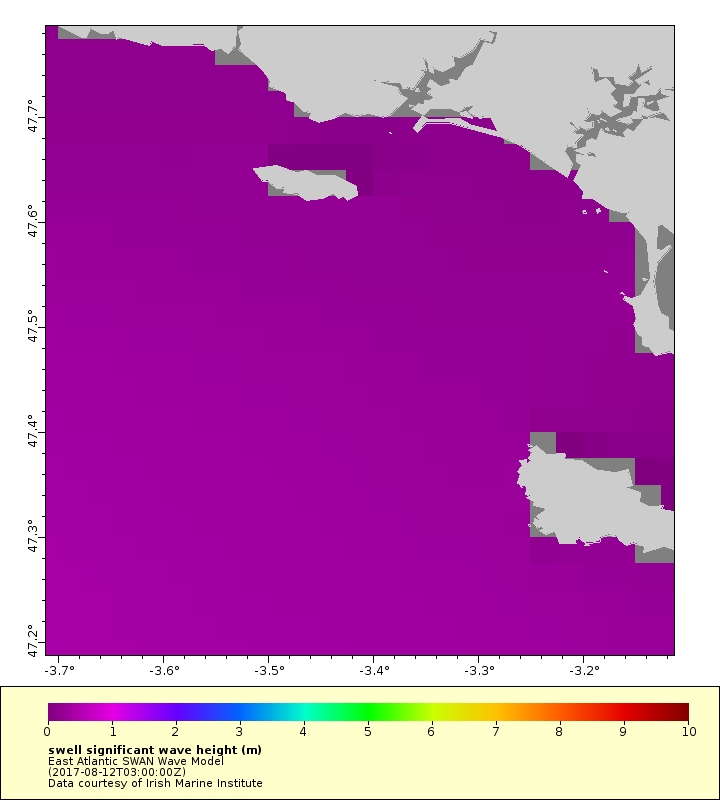 47.7°
47.6°
47.5°
47.4°
47.3°
47.2°
-3.7° -3.6° -3.5° -3.4° -3.3° -3.2°
0 1 2 3 4 5 6 7 8 9 10
swell significant wave height (m)
East Atlantic SWAN Wave Model
(2017-08-12T03:00:00Z)
Data courtesy of Irish Marine Institute